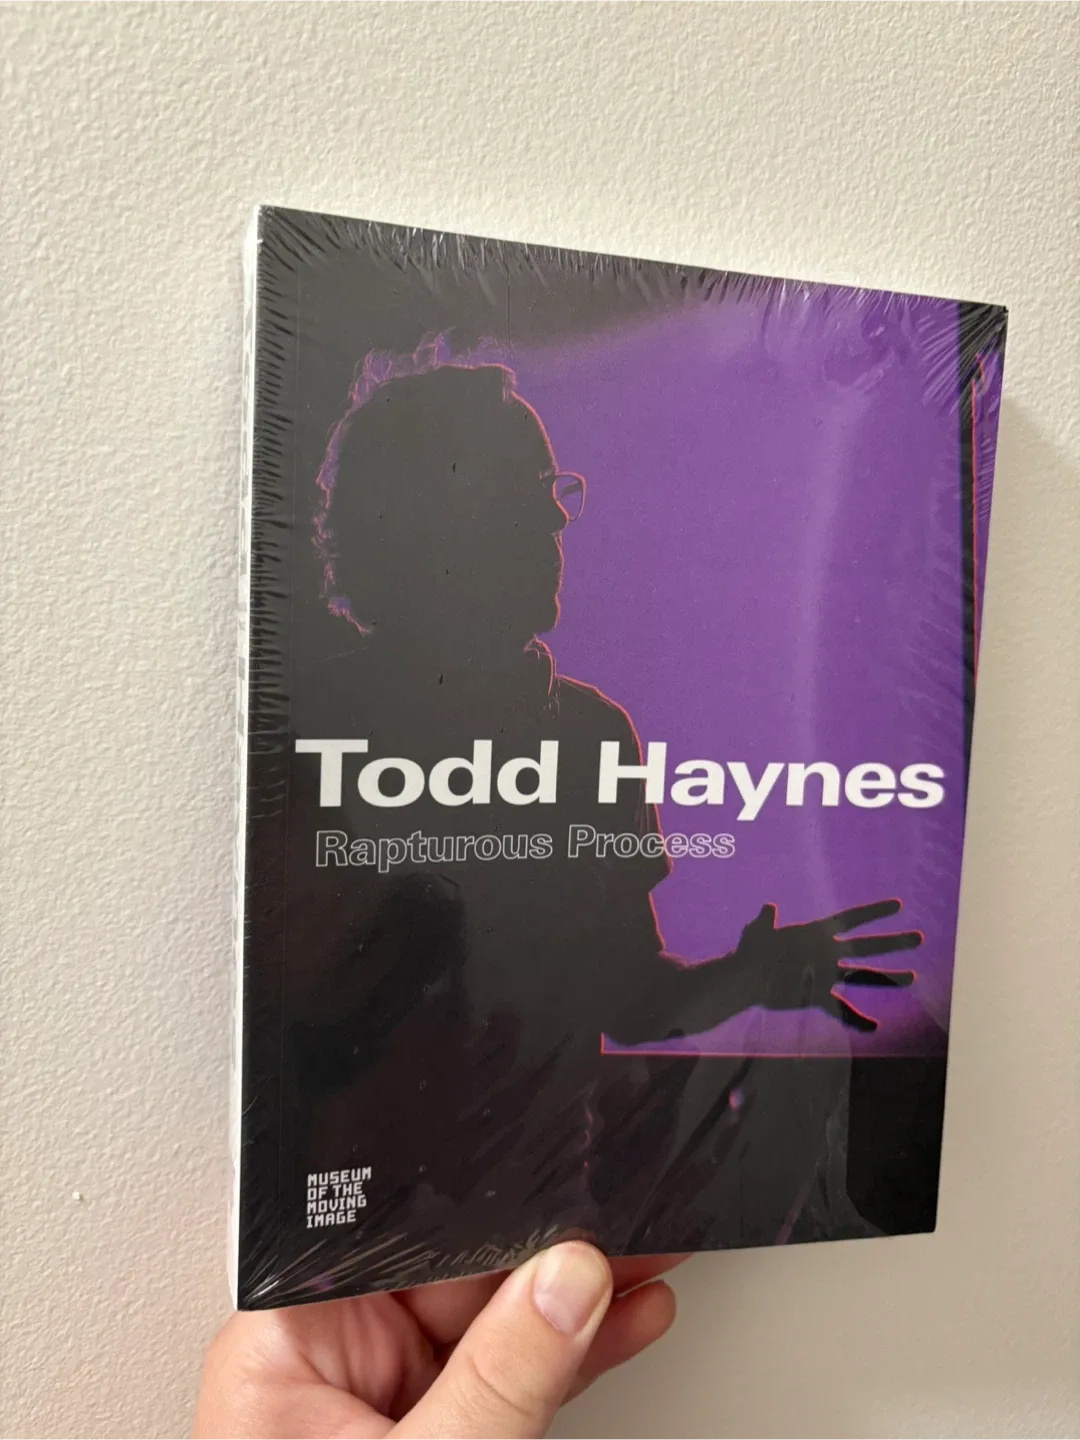 Todd Haynes
Rapturous Process
MUSEUM
OF THE
MOVING
IMAGE